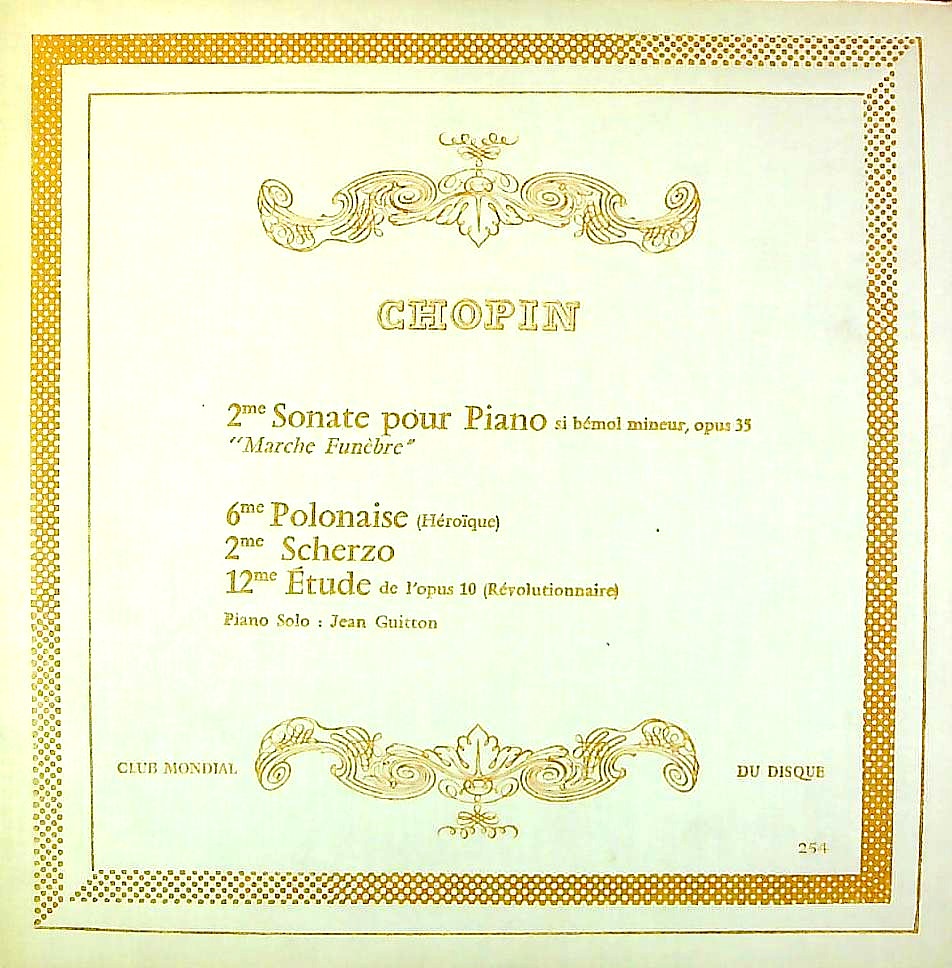 CHOPIN
2me Sonate pour Piano si bémol mineur, opus 35
"Marche Funèbre"
6me Polonaise (Héroïque)
2me Scherzo
12me Étude de l'opus 10 (Révolutionnaire)
Piano Solo : Jean Guitton
CLUB MONDIAL DU DISQUE
254